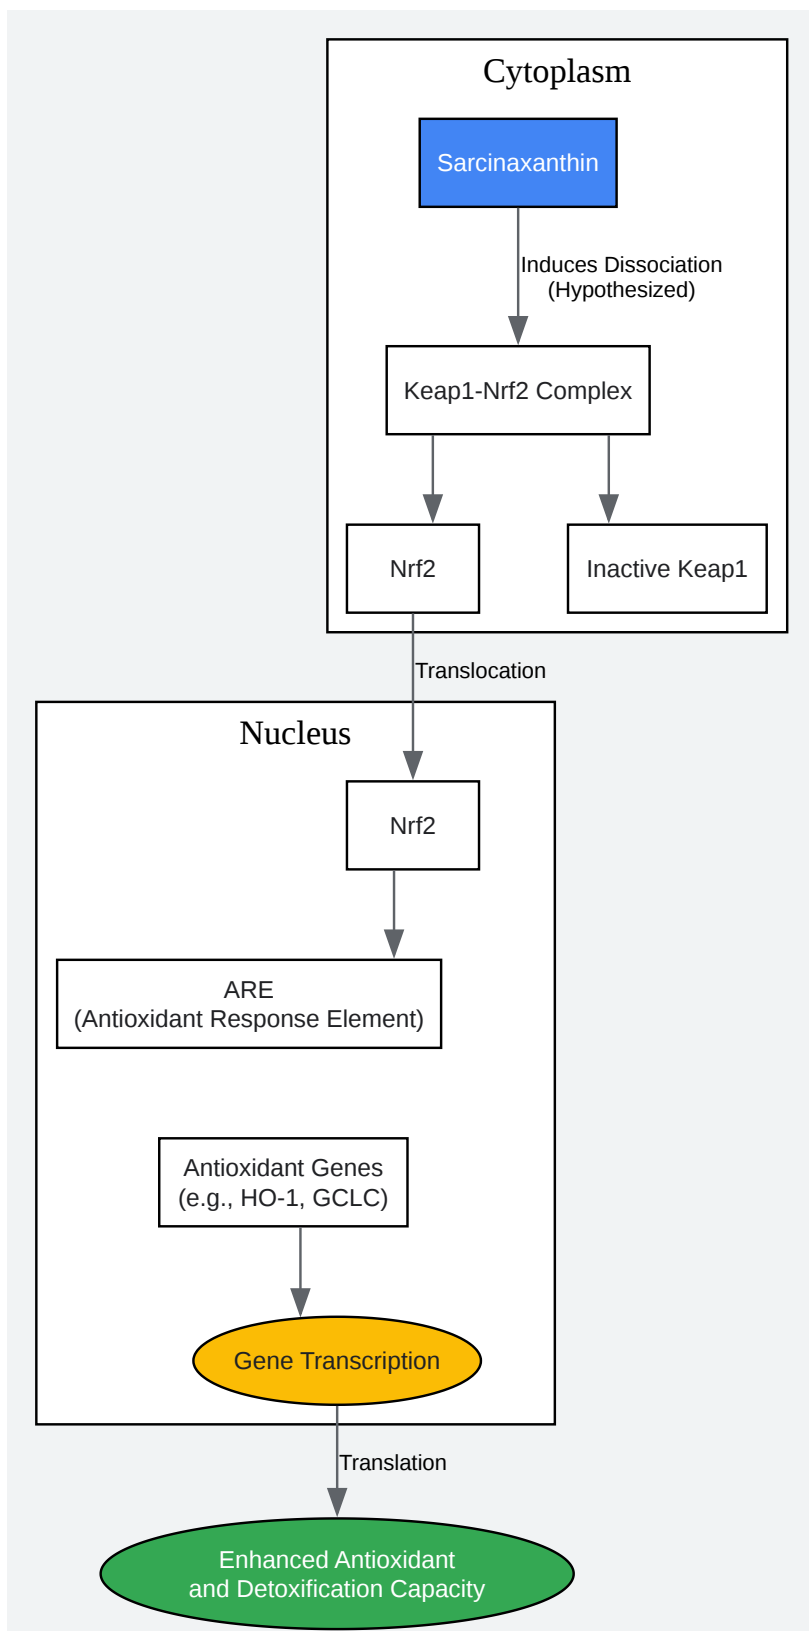 Cytoplasm
Sarcinaxanthin
Induces Dissociation
(Hypothesized)
Keap1-Nrf2 Complex
Nrf2
Inactive Keap1
Translocation
Nucleus
Nrf2
ARE
(Antioxidant Response Element)
Antioxidant Genes
(e.g., HO-1, GCLC)
Gene Transcription
Translation
Enhanced Antioxidant
and Detoxification Capacity